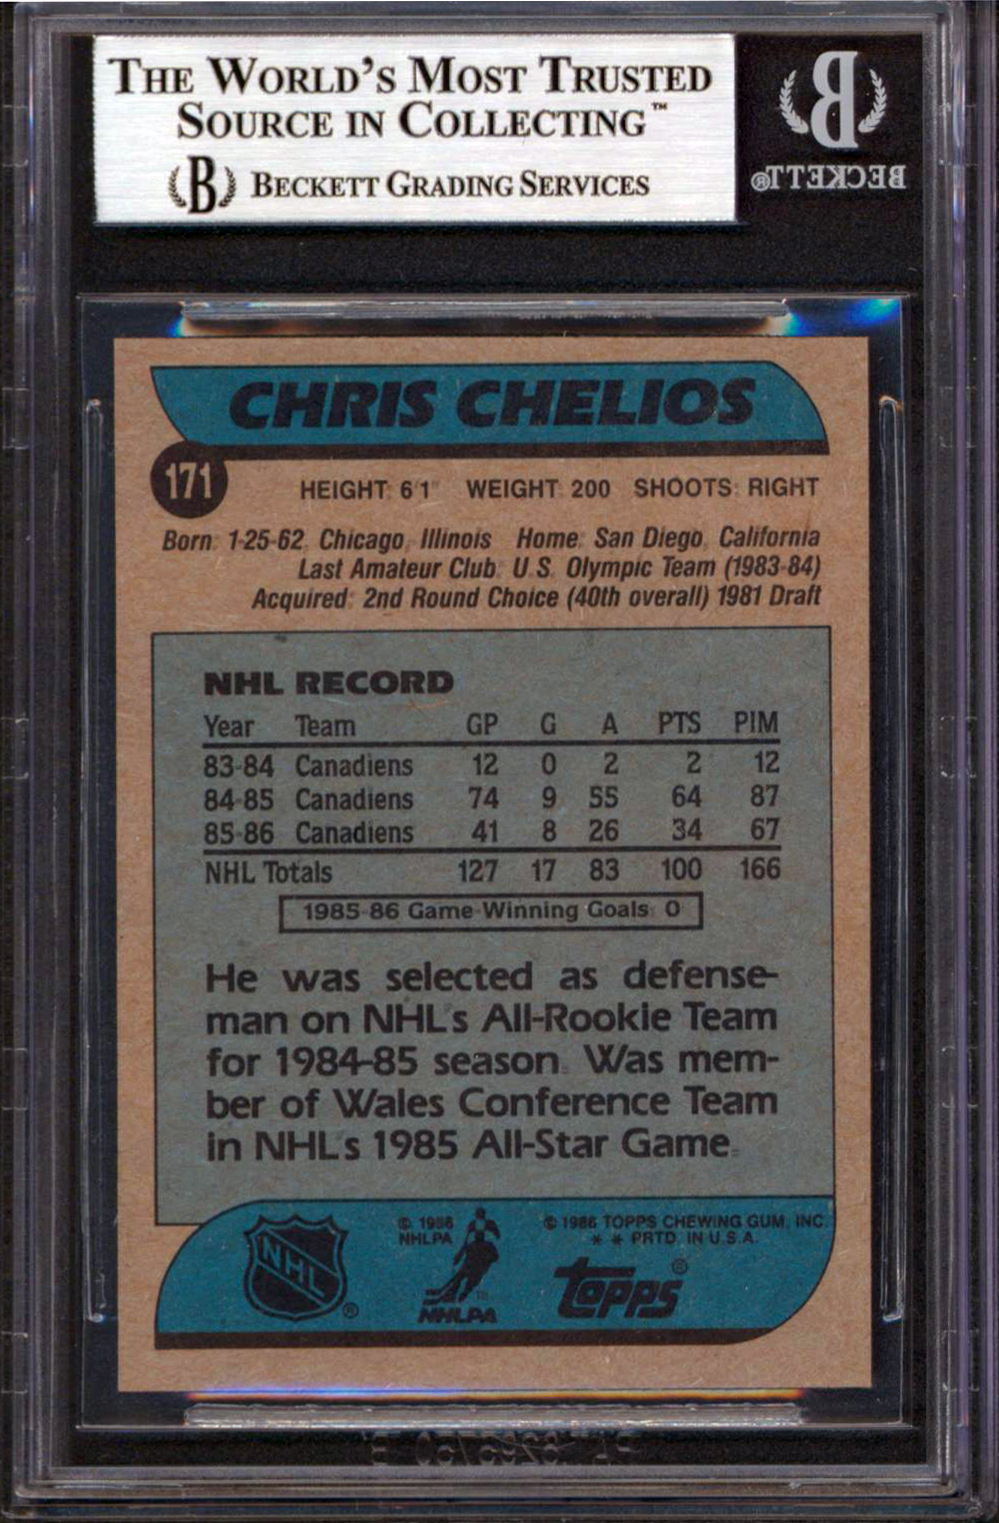 THE WORLD'S MOST TRUSTED
SOURCE IN COLLECTING™
B BECKETT GRADING SERVICES
B
BECKETT®
CHRIS CHELIOS
171
HEIGHT: 6'1" WEIGHT: 200 SHOOTS: RIGHT
Born: 1-25-62, Chicago, Illinois Home: San Diego, California
Last Amateur Club: U.S. Olympic Team (1983-84)
Acquired: 2nd Round Choice (40th overall) 1981 Draft
NHL RECORD
Year Team GP G A PTS PIM
83-84 Canadiens 12 0 2 2 12
84-85 Canadiens 74 9 55 64 87
85-86 Canadiens 41 8 26 34 67
NHL Totals 127 17 83 100 166
1985-86 Game-Winning Goals: 0
He was selected as defense-
man on NHL's All-Rookie Team
for 1984-85 season. Was mem-
ber of Wales Conference Team
in NHL's 1985 All-Star Game.
NHL ®
© 1986
NHLPA
NHLPA
© 1986 TOPPS CHEWING GUM, INC.
* * PRTD. IN U.S.A.
topps®